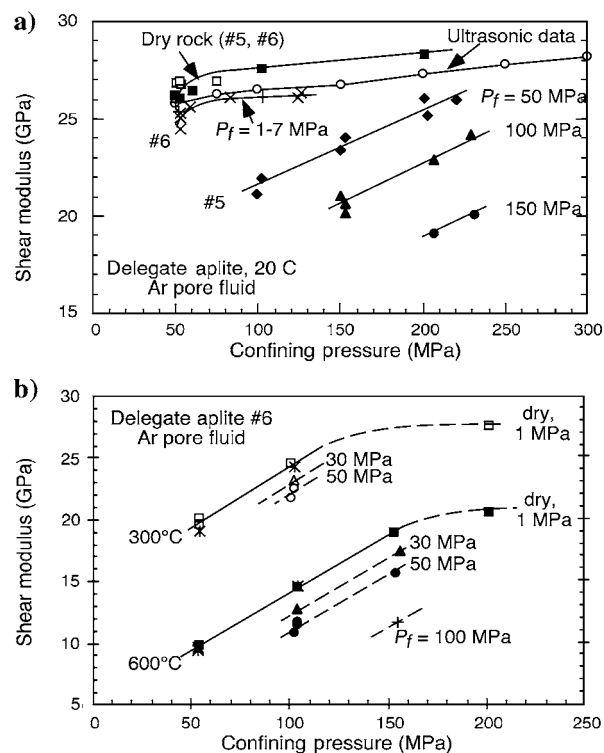 a)
30
25
20
15
Shear modulus (GPa)
Dry rock (#5, #6)
Ultrasonic data
Pf = 50 MPa
Pf = 1-7 MPa
100 MPa
#6
#5
150 MPa
Delegate aplite, 20 C
Ar pore fluid
0 50 100 150 200 250 300
Confining pressure (MPa)
b)
30
25
20
15
10
5
Shear modulus (GPa)
Delegate aplite #6
Ar pore fluid
dry,
1 MPa
30 MPa
50 MPa
300°C
dry,
1 MPa
30 MPa
50 MPa
Pf = 100 MPa
600°C
0 50 100 150 200 250
Confining pressure (MPa)